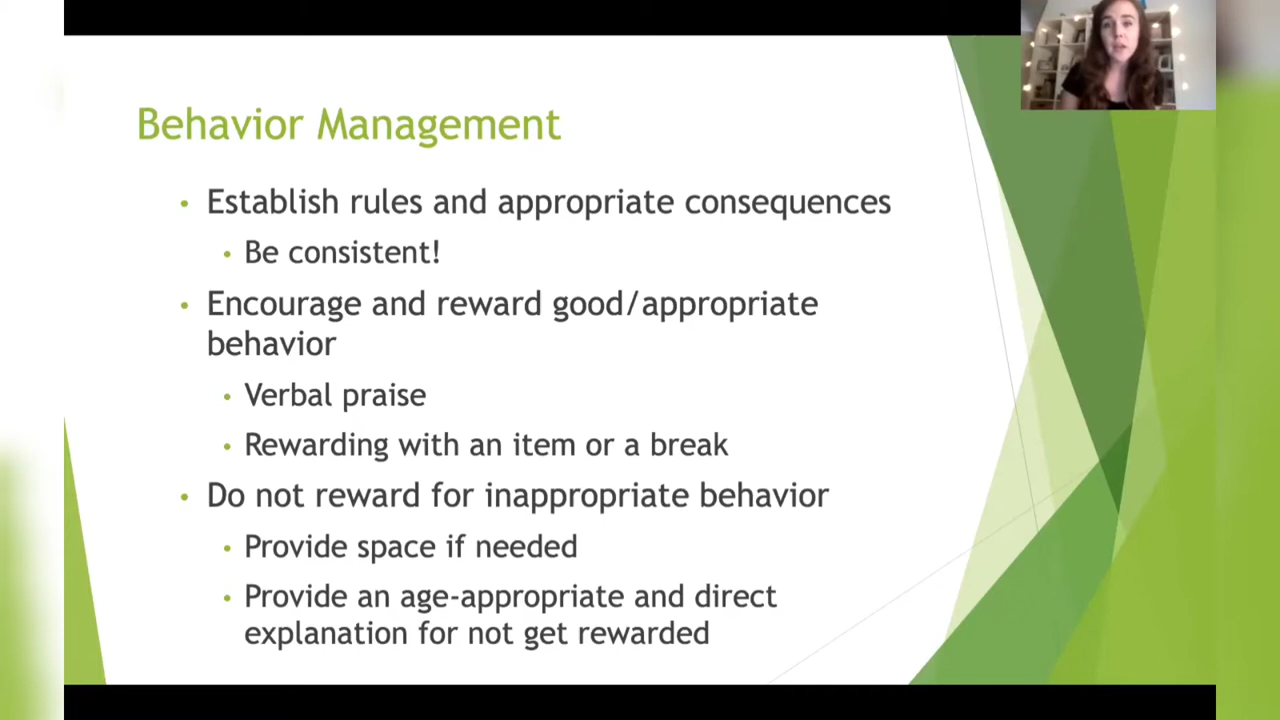 Behavior Management
• Establish rules and appropriate consequences
• Be consistent!
• Encourage and reward good/appropriate
behavior
• Verbal praise
• Rewarding with an item or a break
• Do not reward for inappropriate behavior
• Provide space if needed
• Provide an age-appropriate and direct
explanation for not get rewarded